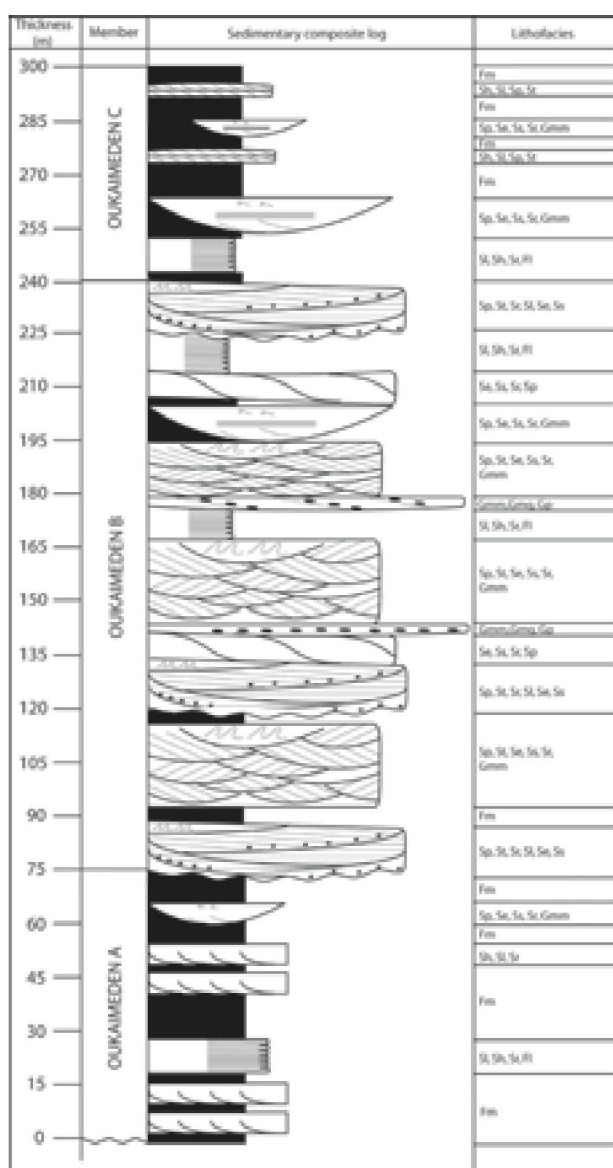 Thickness
(m)
Member
Sedimentary composite log
Lithofacies
300
285
270
255
240
225
210
195
180
165
150
135
120
105
90
75
60
45
30
15
0
OUKAIMEDEN C
OUKAIMEDEN B
OUKAIMEDEN A
Fm
Sh, Sl, Sp, St
Fm
Sp, Se, Ss, Sr, Gmm
Fm
Sh, Sl, Sp, St
Fm
Sp, Se, Ss, Sr, Gmm
Sl, Sh, Sr, Fl
Sp, St, Sr, Sl, Se, Ss
Sl, Sh, Sr, Fl
Se, Ss, Sr, Sp
Sp, Se, Ss, Sr, Gmm
Sp, St, Se, Ss, Sr,
Gmm
Gmm, Gmg, Gp
Sl, Sh, Sr, Fl
Sp, St, Se, Ss, Sr,
Gmm
Gmm, Gmg, Gp
Se, Ss, Sr, Sp
Sp, St, Sr, Sl, Se, Ss
Sp, St, Se, Ss, Sr,
Gmm
Fm
Sp, St, Sr, Sl, Se, Ss
Fm
Sp, Se, Ss, Sr, Gmm
Fm
Sh, Sl, Sr
Fm
Sl, Sh, Sr, Fl
Fm